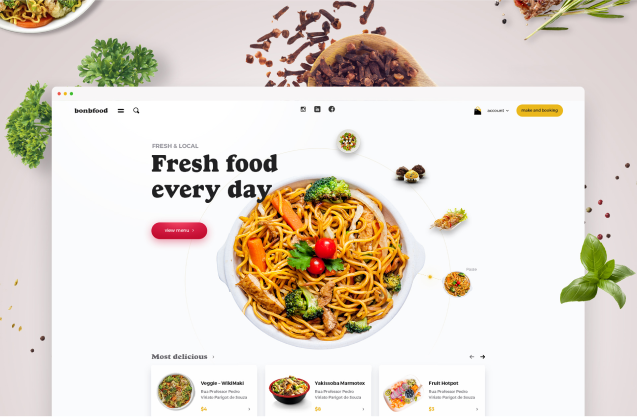 bonbfood
account
make and booking
FRESH & LOCAL
Fresh food
every day
view menu
Most delicious
Veggie - WikiMaki
Rua Professor Pedro
Viriato Parigot de Souza
$4
Yakisoba Marmotex
Rua Professor Pedro
Viriato Parigot de Souza
$9
Fruit Hotpot
Rua Professor Pedro
Viriato Parigot de Souza
$3